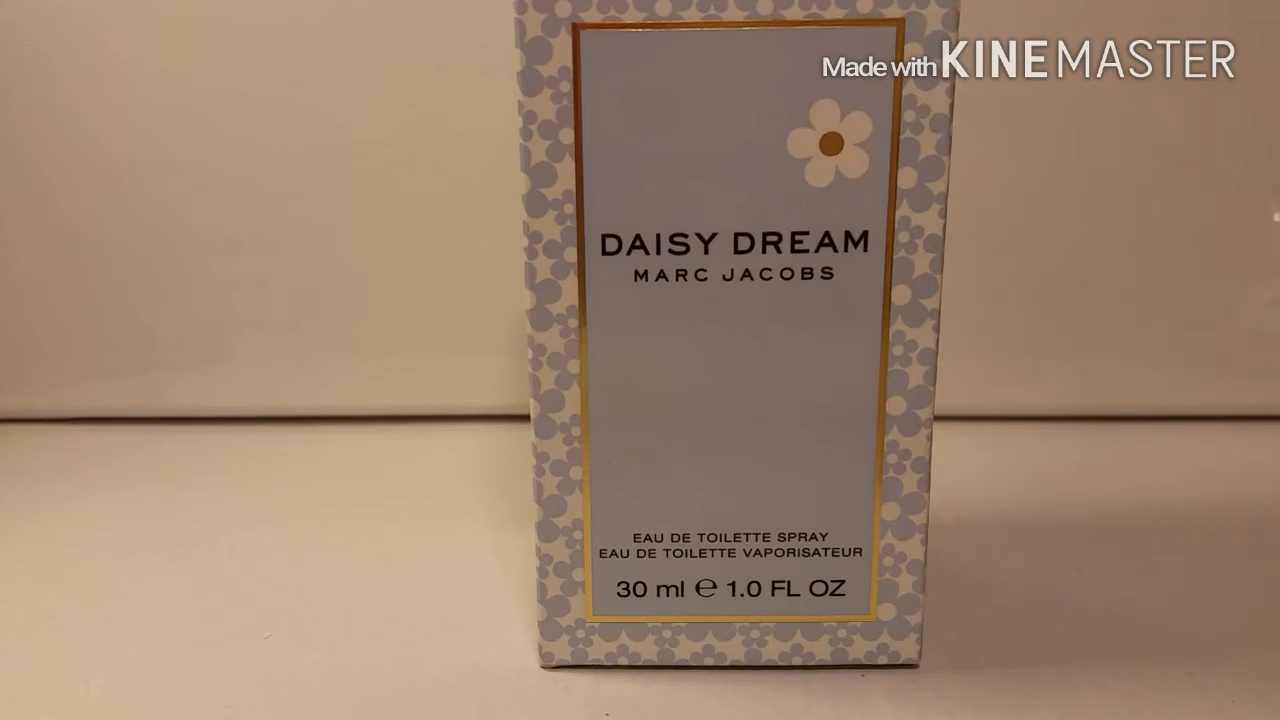 Made with KINEMASTER
DAISY DREAM
MARC JACOBS
EAU DE TOILETTE SPRAY
EAU DE TOILETTE VAPORISATEUR
30 ml ℮ 1.0 FL OZ